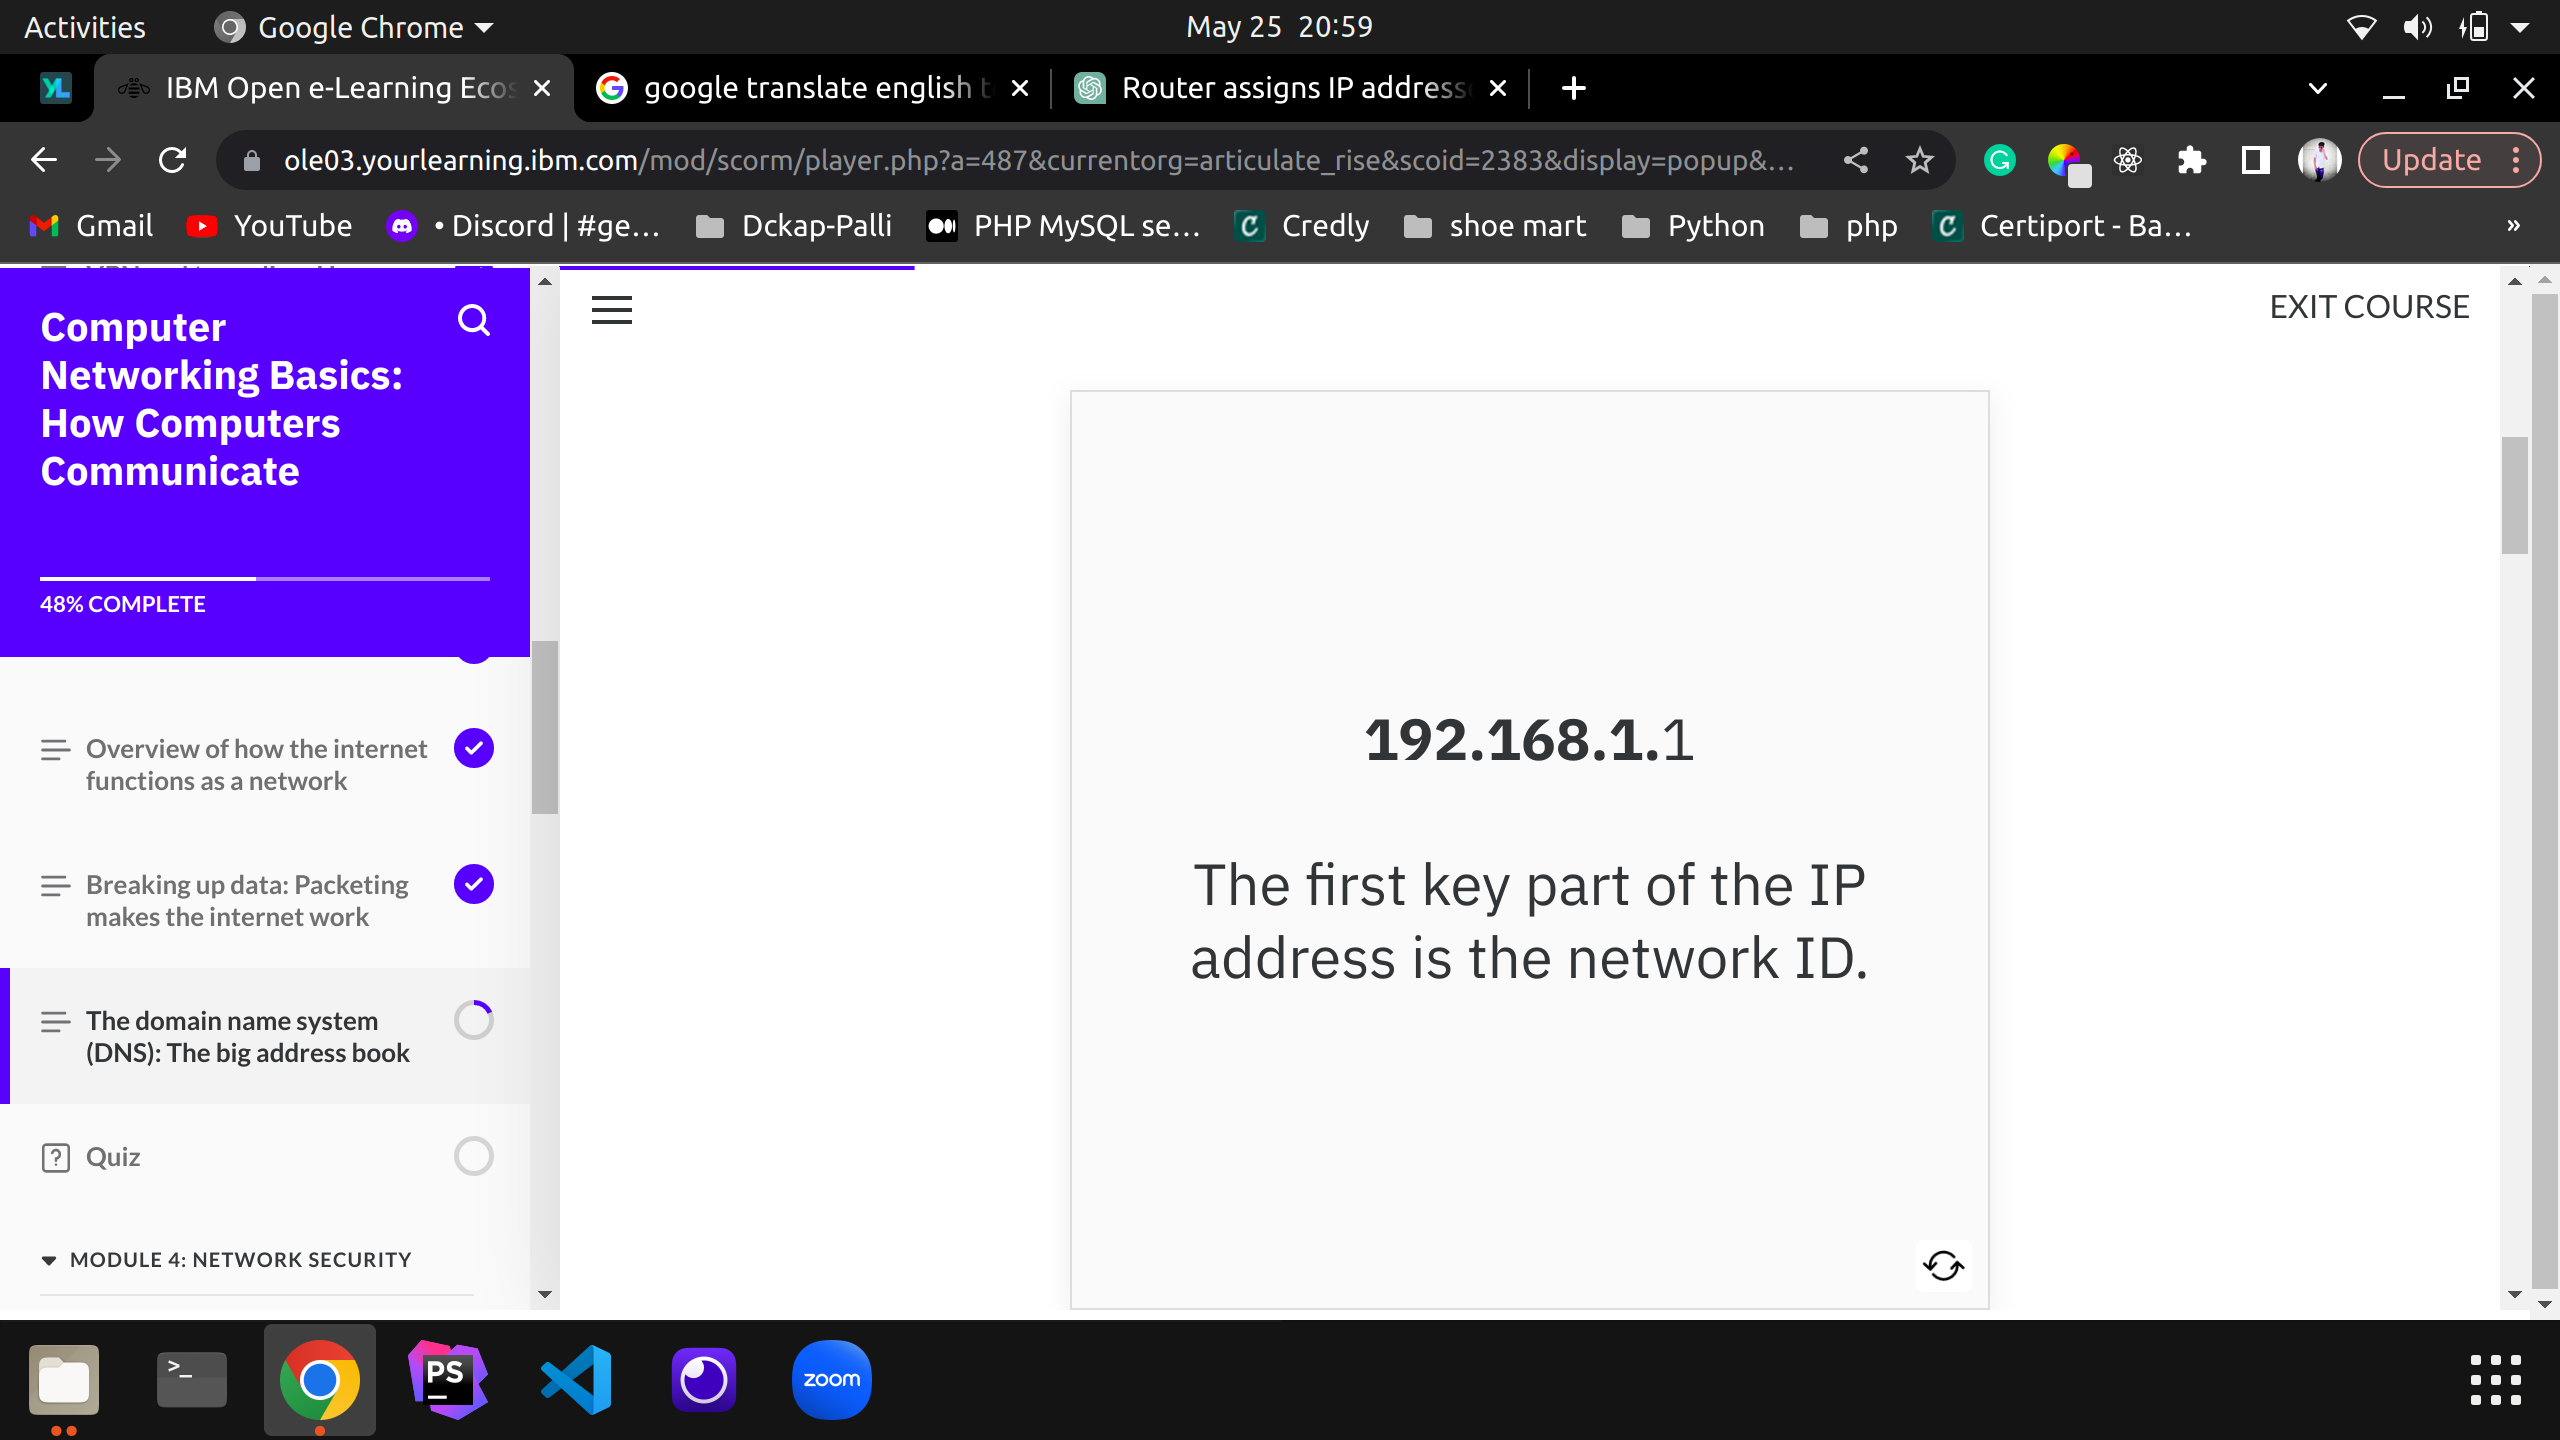 Activities
Google Chrome
May 25 20:59
IBM Open e-Learning Ecos
google translate english t
Router assigns IP address
ole03.yourlearning.ibm.com/mod/scorm/player.php?a=487&currentorg=articulate_rise&scoid=2383&display=popup&…
Update
Gmail
YouTube
• Discord | #ge…
Dckap-Palli
PHP MySQL se…
Credly
shoe mart
Python
php
Certiport - Ba…
»
Computer
Networking Basics:
How Computers
Communicate
48% COMPLETE
Overview of how the internet
functions as a network
Breaking up data: Packeting
makes the internet work
The domain name system
(DNS): The big address book
Quiz
MODULE 4: NETWORK SECURITY
EXIT COURSE
192.168.1.1
The first key part of the IP
address is the network ID.
PS
zoom